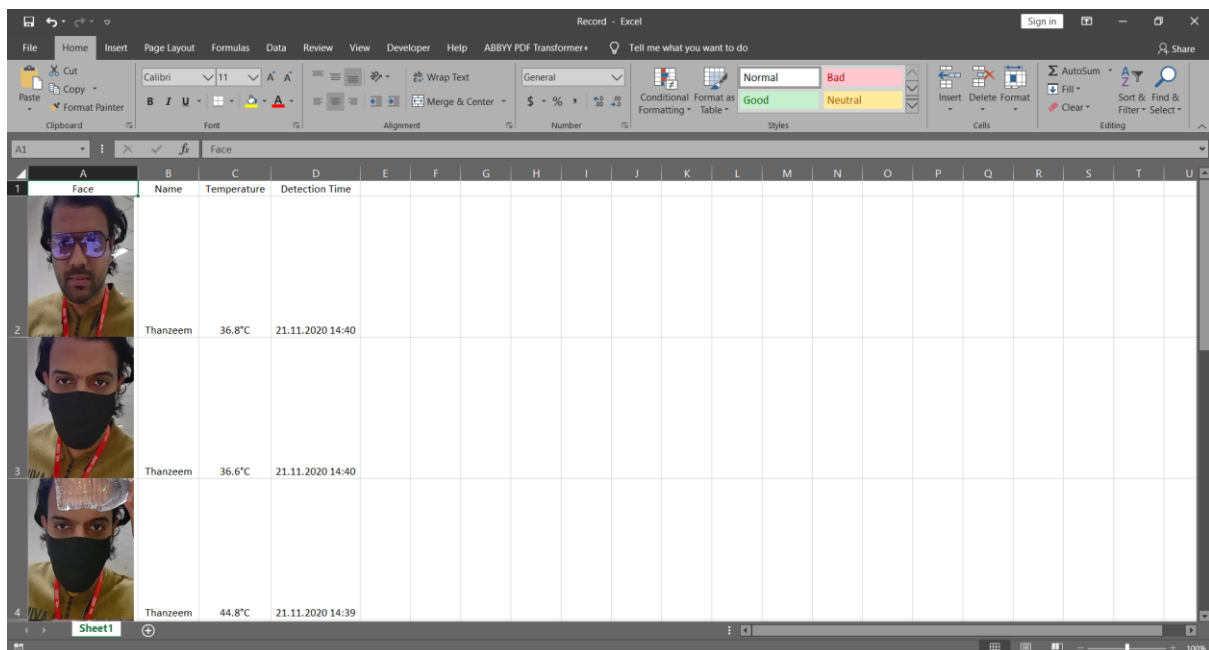 Record - Excel
Sign in
File Home Insert Page Layout Formulas Data Review View Developer Help ABBYY PDF Transformer+ Tell me what you want to do Share
Paste
Cut
Copy
Format Painter
Clipboard
Calibri 11
B I U
Font
Wrap Text
Merge & Center
Alignment
General
$ % ,
Number
Conditional Formatting
Format as Table
Normal Bad
Good Neutral
Styles
Insert Delete Format
Cells
AutoSum
Fill
Clear
Sort & Filter
Find & Select
Editing
A1 fx Face
A B C D E F G H I J K L M N O P Q R S T U
1 Face Name Temperature Detection Time
2 Thanzeem 36.8°C 21.11.2020 14:40
3 Thanzeem 36.6°C 21.11.2020 14:40
4 Thanzeem 44.8°C 21.11.2020 14:39
Sheet1
100%